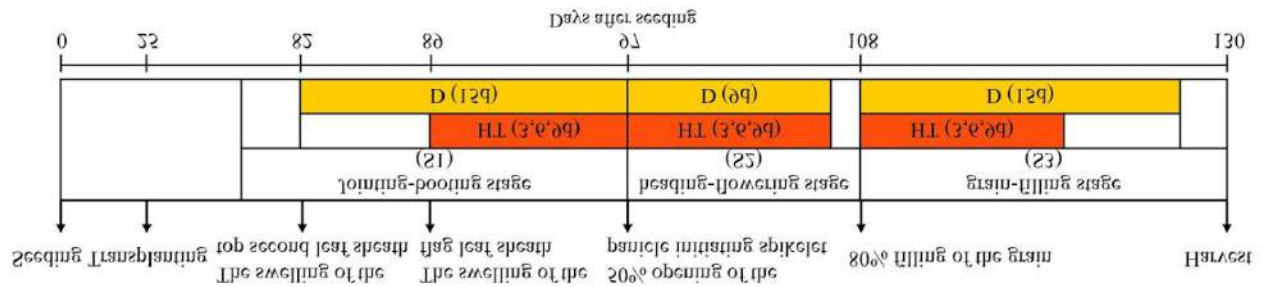 Seeding
Transplanting
The swelling of the
top second leaf sheath
The swelling of the
flag leaf sheath
50% opening of the
panicle initiating spikelet
80% filling of the grain
Harvest
Jointing-booting stage
(S1)
heading-flowering stage
(S2)
grain-filling stage
(S3)
HT (3,6,9d)
HT (3,6,9d)
HT (3,6,9d)
D (15d)
D (9d)
D (15d)
0 25 82 89 97 108 130
Days after seeding